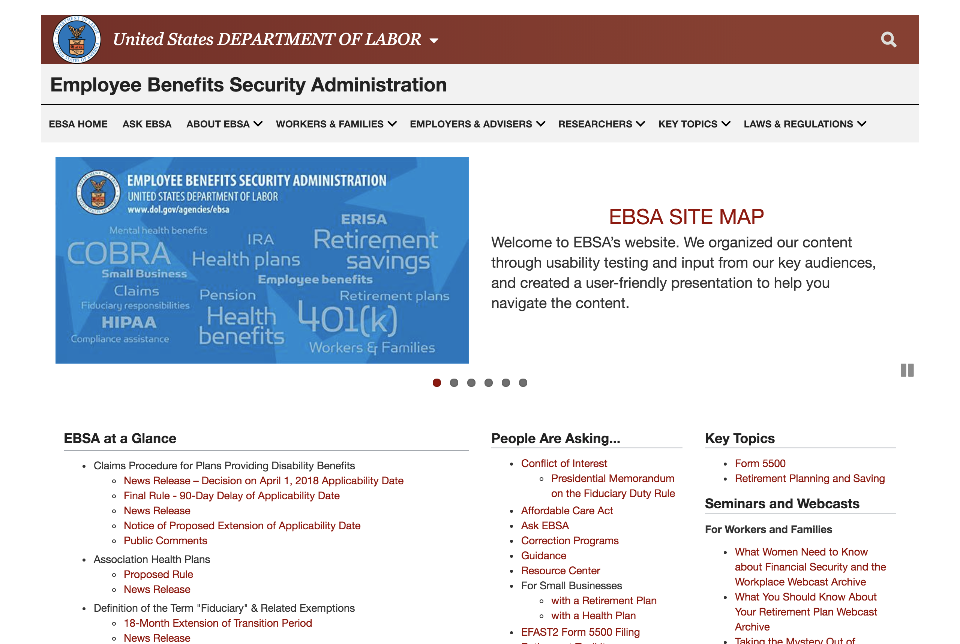 United States DEPARTMENT OF LABOR
Employee Benefits Security Administration
EBSA HOME ASK EBSA ABOUT EBSA WORKERS & FAMILIES EMPLOYERS & ADVISERS RESEARCHERS KEY TOPICS LAWS & REGULATIONS
EMPLOYEE BENEFITS SECURITY ADMINISTRATION
UNITED STATES DEPARTMENT OF LABOR
www.dol.gov/agencies/ebsa
ERISA
Mental health benefits
IRA
Retirement
savings
COBRA
Health plans
Small Business
Employee benefits
Claims
Pension
Retirement plans
Fiduciary responsibilities
HIPAA
Health
benefits
401(k)
Compliance assistance
Workers & Families
EBSA SITE MAP
Welcome to EBSA's website. We organized our content
through usability testing and input from our key audiences,
and created a user-friendly presentation to help you
navigate the content.
EBSA at a Glance
Claims Procedure for Plans Providing Disability Benefits
News Release – Decision on April 1, 2018 Applicability Date
Final Rule - 90-Day Delay of Applicability Date
News Release
Notice of Proposed Extension of Applicability Date
Public Comments
Association Health Plans
Proposed Rule
News Release
Definition of the Term "Fiduciary" & Related Exemptions
18-Month Extension of Transition Period
News Release
People Are Asking...
Conflict of Interest
Presidential Memorandum
on the Fiduciary Duty Rule
Affordable Care Act
Ask EBSA
Correction Programs
Guidance
Resource Center
For Small Businesses
with a Retirement Plan
with a Health Plan
EFAST2 Form 5500 Filing
Key Topics
Form 5500
Retirement Planning and Saving
Seminars and Webcasts
For Workers and Families
What Women Need to Know
about Financial Security and the
Workplace Webcast Archive
What You Should Know About
Your Retirement Plan Webcast
Archive
Taking the Mystery Out of